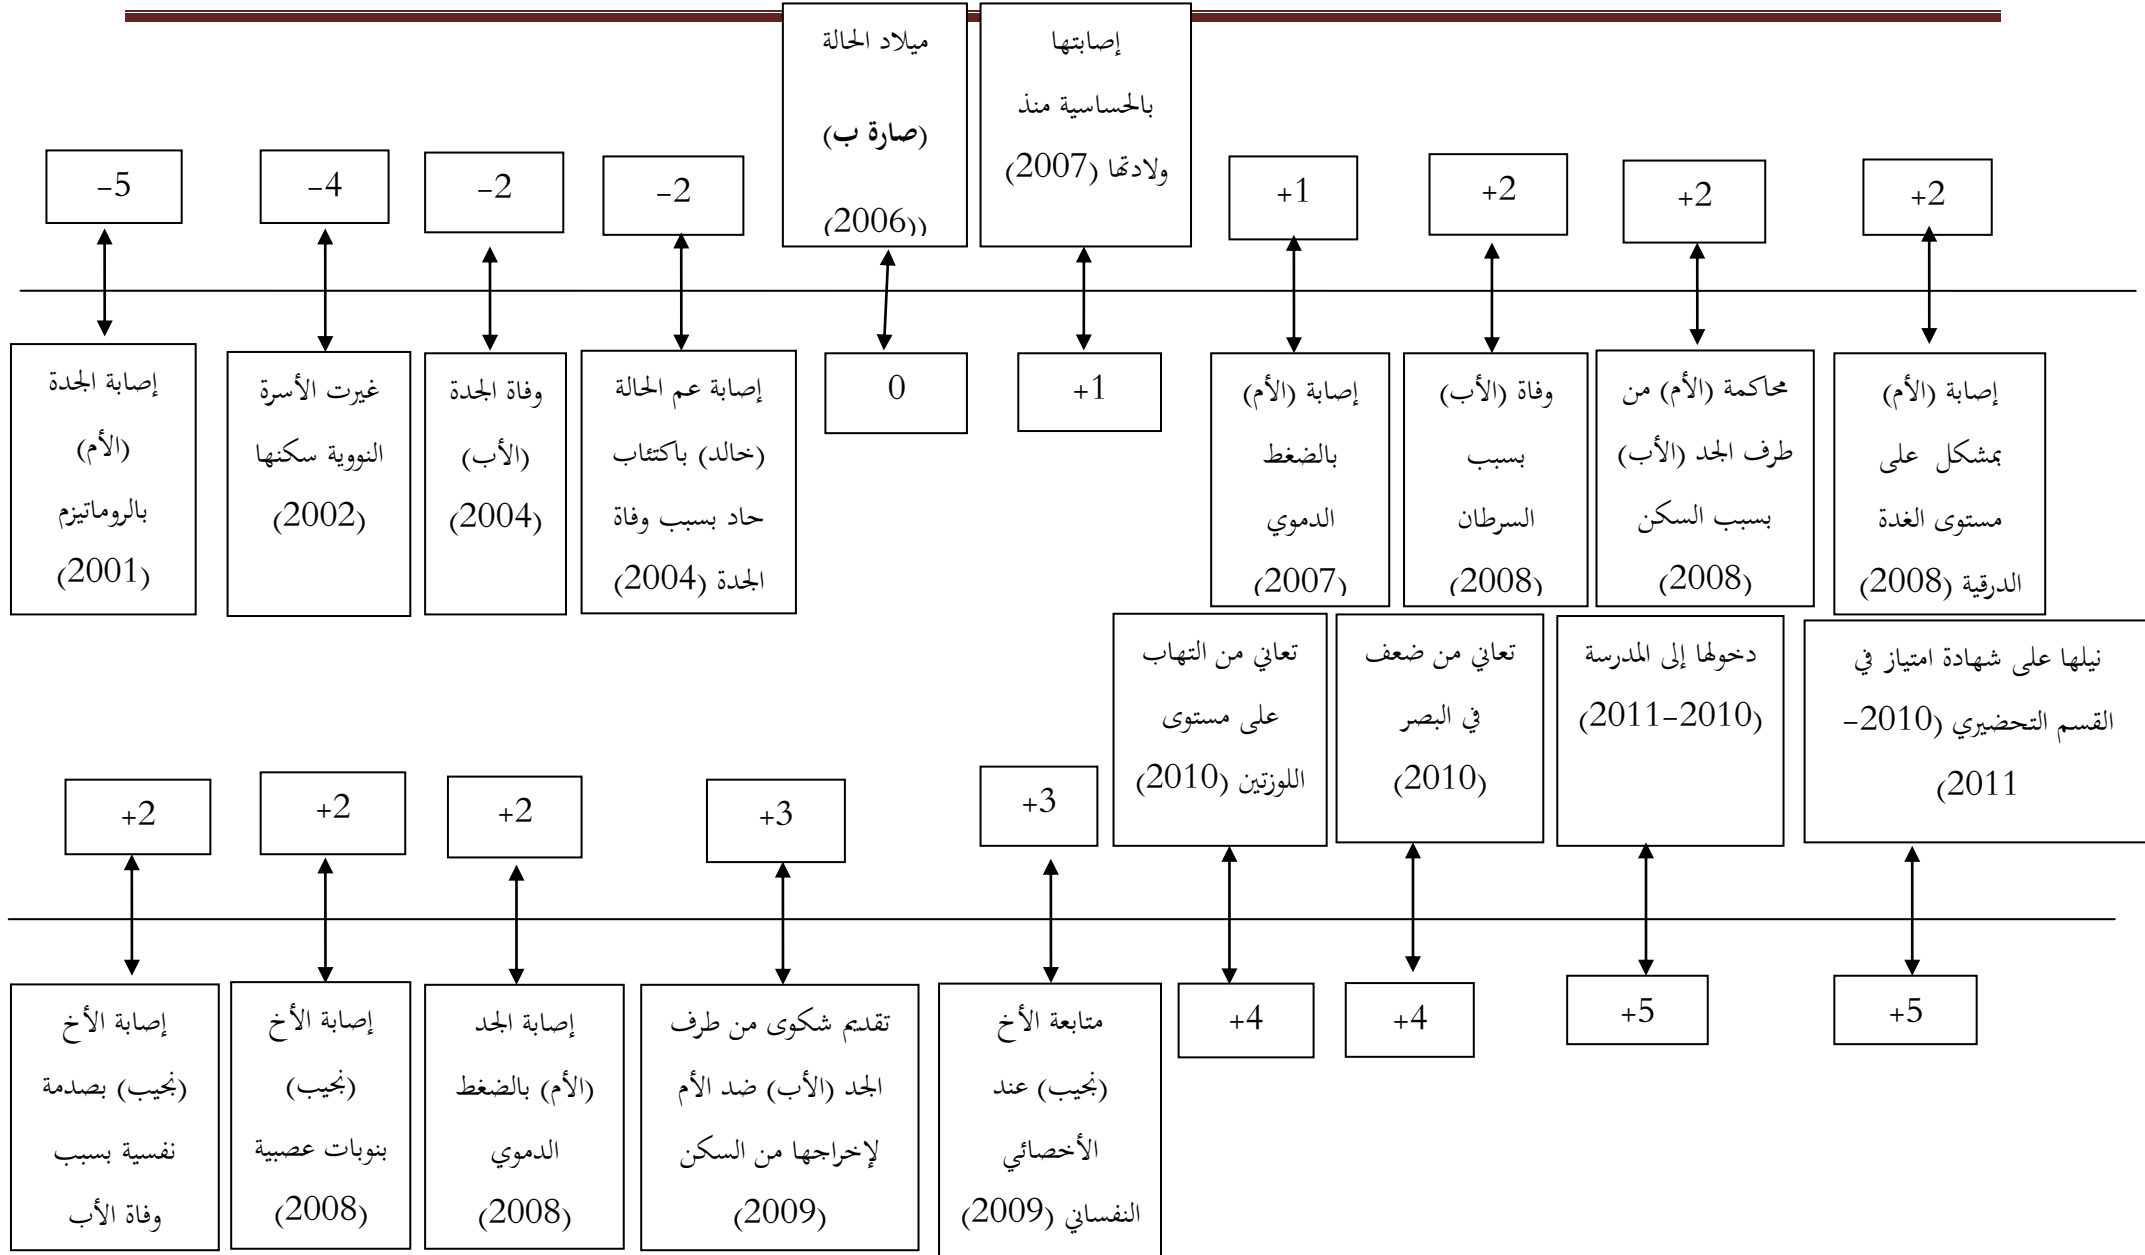 ميلاد الحالة
(صارة ب)
((2006)
إصابتها
بالحساسية منذ
ولادتها (2007)
-5
-4
-2
-2
+1
+2
+2
+2
إصابة الجدة
(الأم)
بالروماتيزم
(2001)
غيرت الأسرة
النووية سكنها
(2002)
وفاة الجدة
(الأب)
(2004)
إصابة عم الحالة
(خالد) باكتئاب
حاد بسبب وفاة
الجدة (2004)
0
+1
إصابة (الأم)
بالضغط
الدموي
(2007)
وفاة (الأب)
بسبب
السرطان
(2008)
محاكمة (الأم) من
طرف الجد (الأب)
بسبب السكن
(2008)
إصابة (الأم)
بمشكل على
مستوى الغدة
الدرقية (2008)
+2
+2
+2
+3
+3
تعاني من التهاب
على مستوى
اللوزتين (2010)
تعاني من ضعف
في البصر
(2010)
دخولها إلى المدرسة
(2010-2011)
نيلها على شهادة امتياز في
القسم التحضيري (2010-
2011)
إصابة الأخ
(نجيب) بصدمة
نفسية بسبب
وفاة الأب
إصابة الأخ
(نجيب)
بنوبات عصبية
(2008)
إصابة الجد
(الأم) بالضغط
الدموي
(2008)
تقديم شكوى من طرف
الجد (الأب) ضد الأم
لإخراجها من السكن
(2009)
متابعة الأخ
(نجيب) عند
الأخصائي
النفساني (2009)
+4
+4
+5
+5